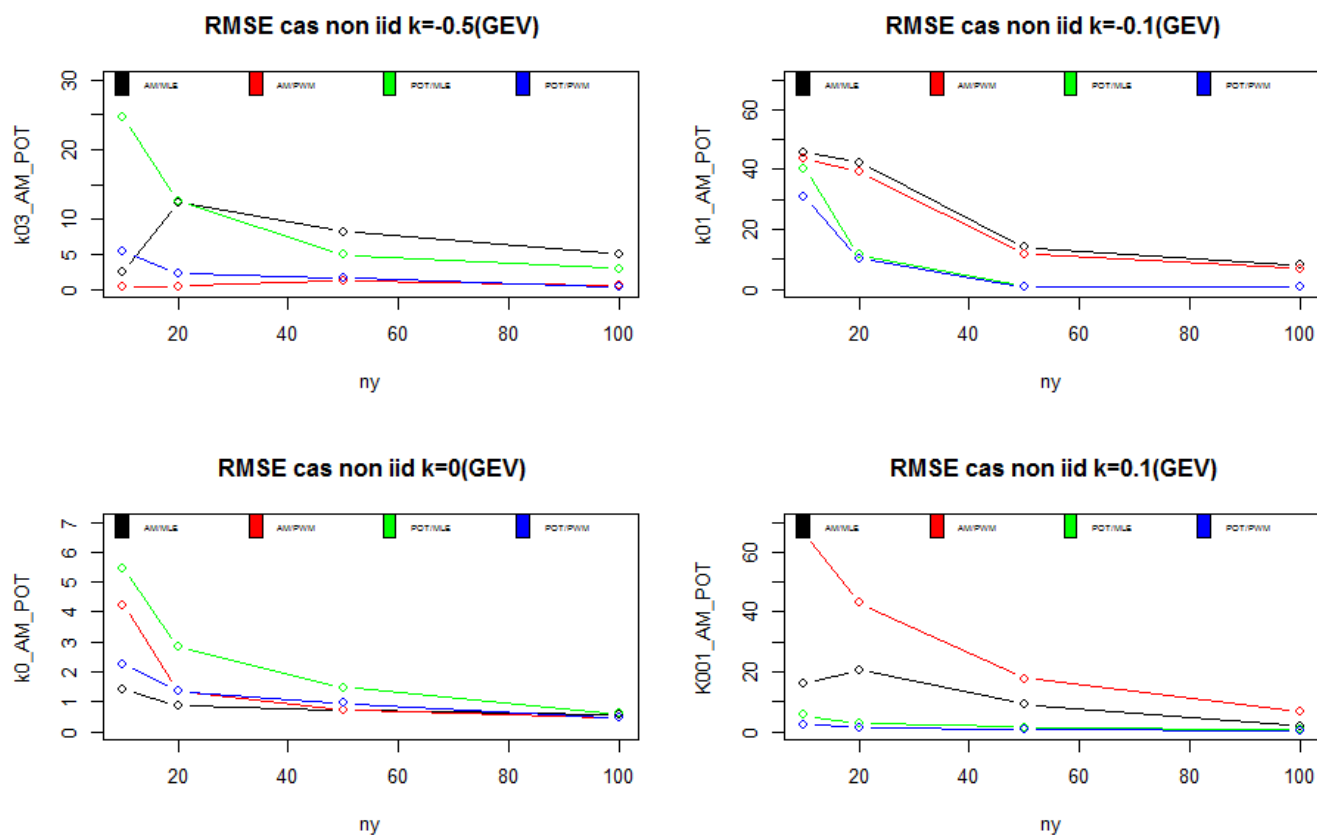 RMSE cas non iid k=-0.5(GEV)
AM/MLE AM/PWM POT/MLE POT/PWM
30
20
10
5
0
k03_AM_POT
20 40 60 80 100
ny
RMSE cas non iid k=-0.1(GEV)
AM/MLE AM/PWM POT/MLE POT/PWM
60
40
20
0
k01_AM_POT
20 40 60 80 100
ny
RMSE cas non iid k=0(GEV)
AM/MLE AM/PWM POT/MLE POT/PWM
7
6
5
4
3
2
1
0
k0_AM_POT
20 40 60 80 100
ny
RMSE cas non iid k=0.1(GEV)
AM/MLE AM/PWM POT/MLE POT/PWM
60
40
20
0
K001_AM_POT
20 40 60 80 100
ny